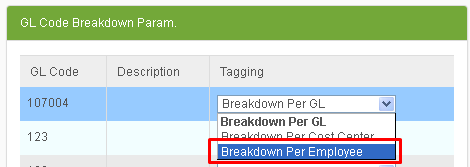 GL Code Breakdown Param.
GL Code Description Tagging
107004 Breakdown Per GL
Breakdown Per GL
123 Breakdown Per Cost Center
Breakdown Per Employee